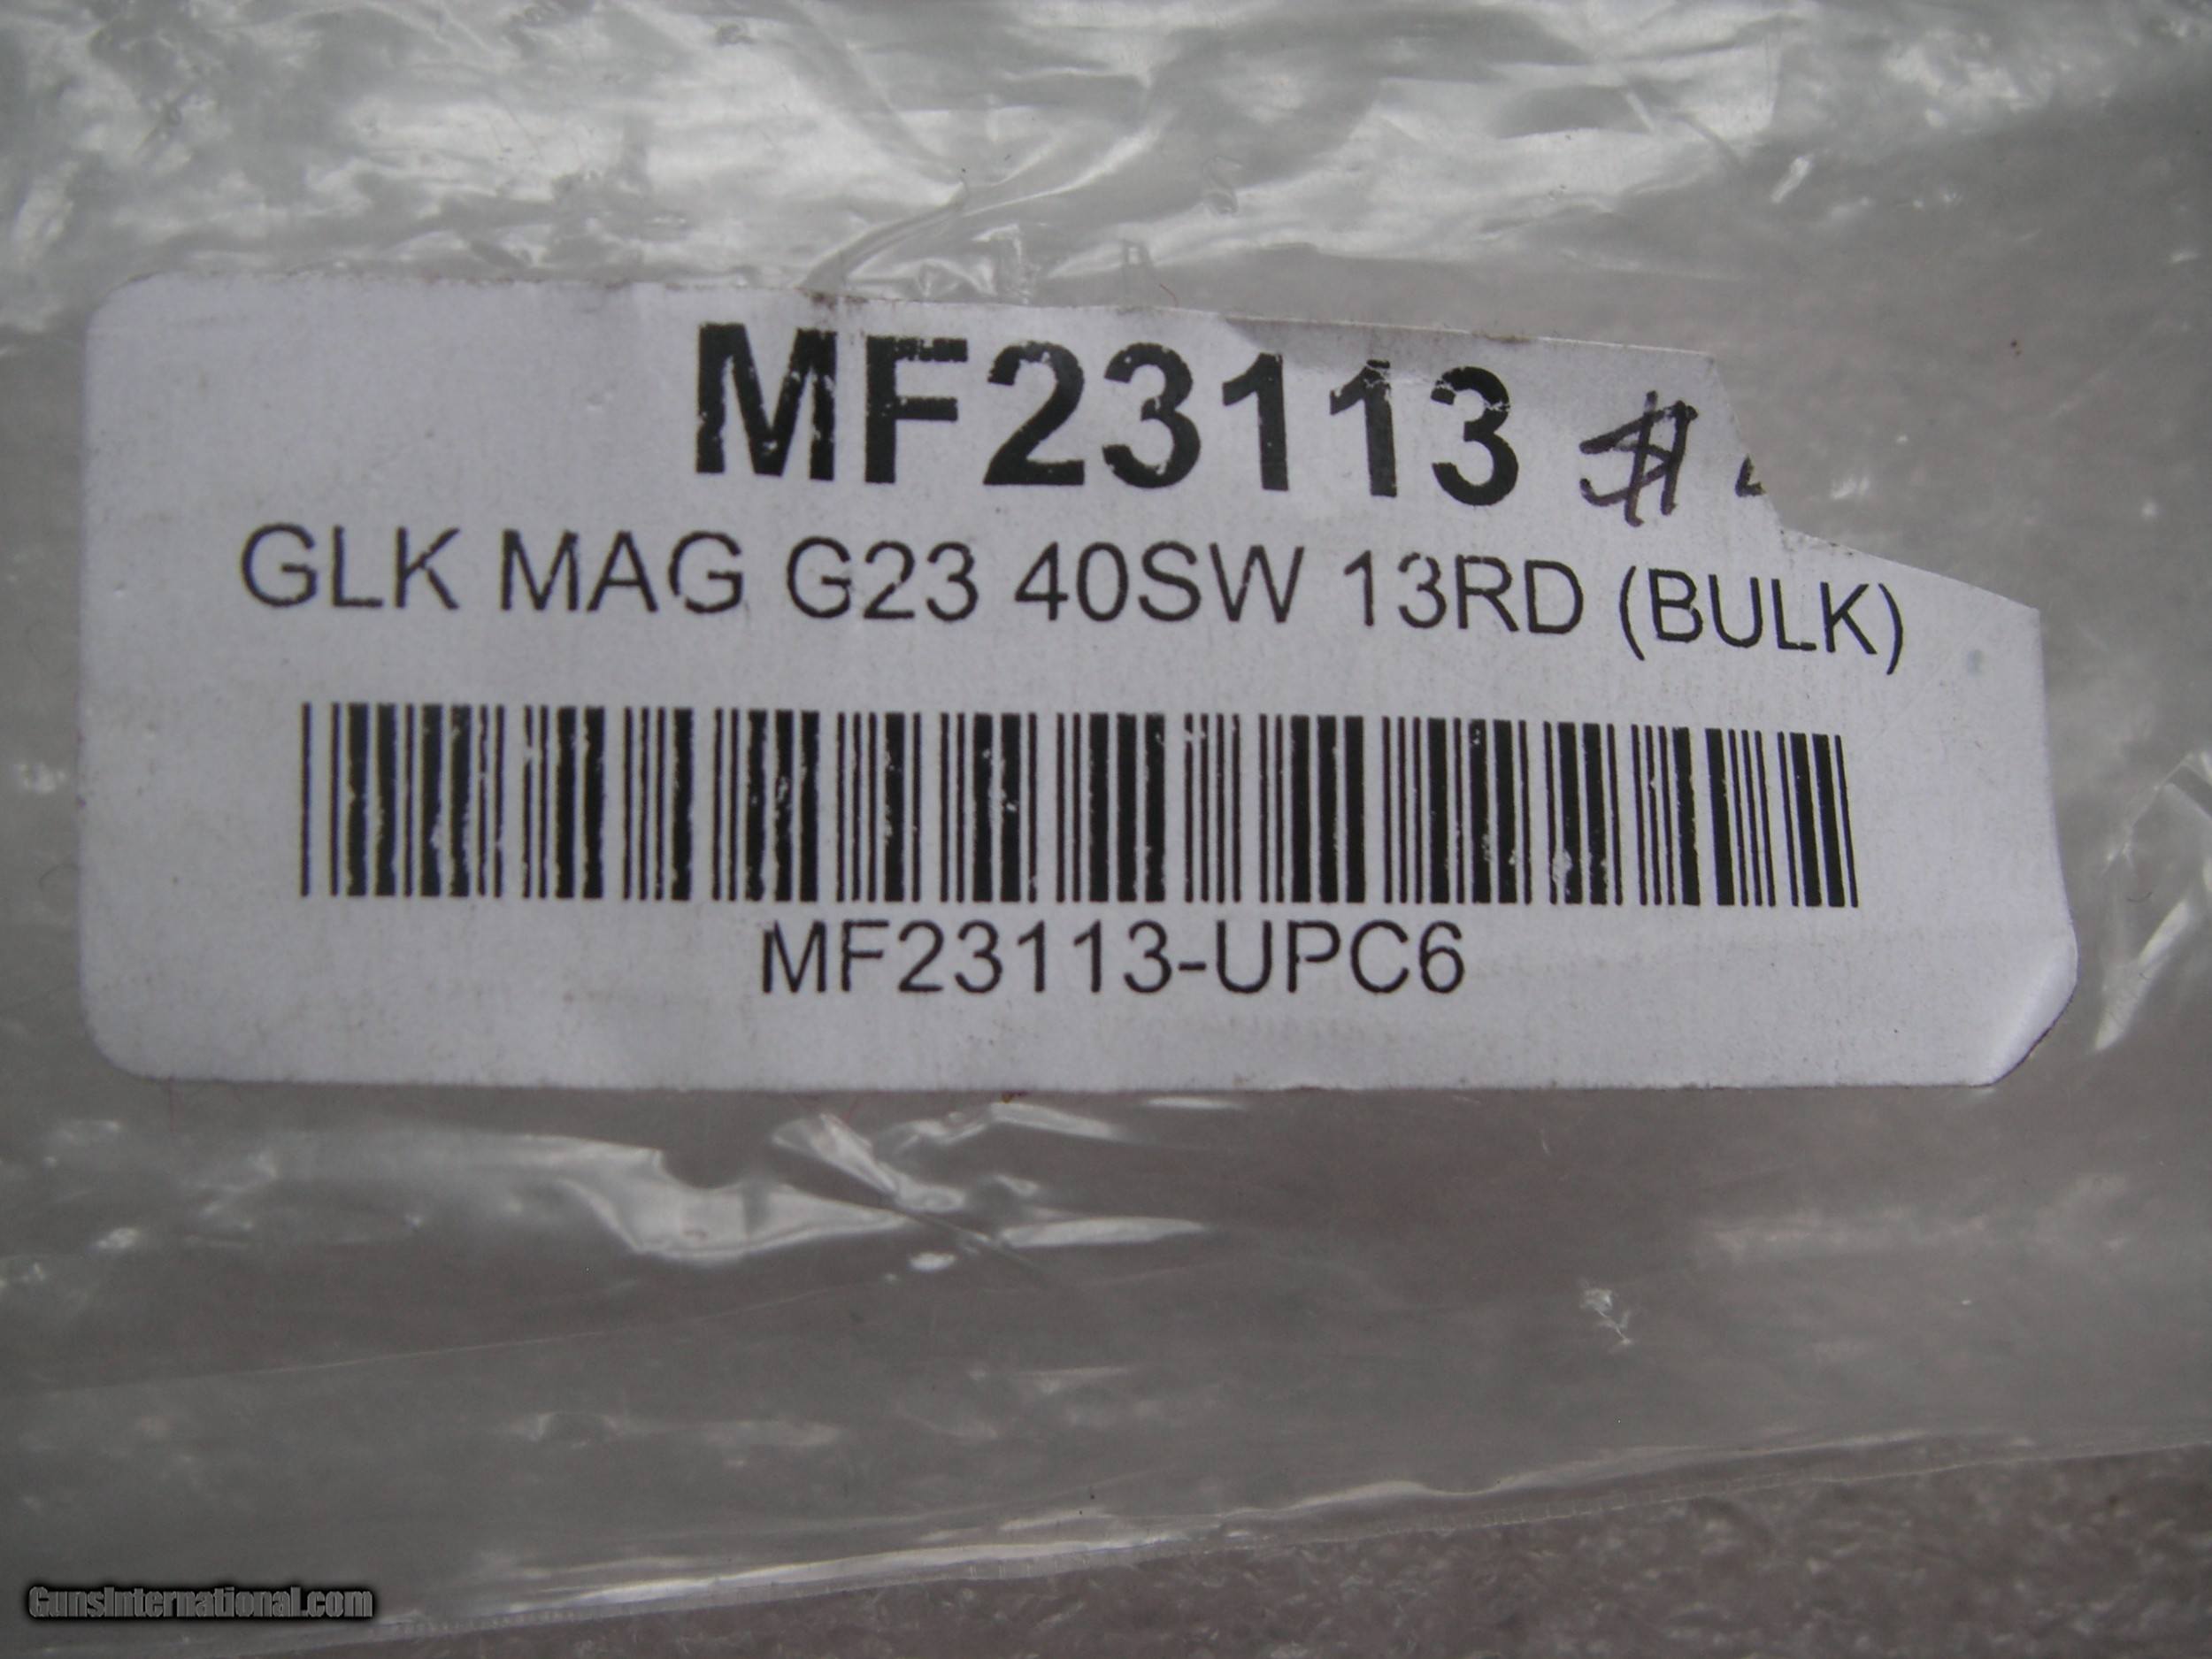 MF23113 $
GLK MAG G23 40SW 13RD (BULK)
MF23113-UPC6
GunsInternational.com